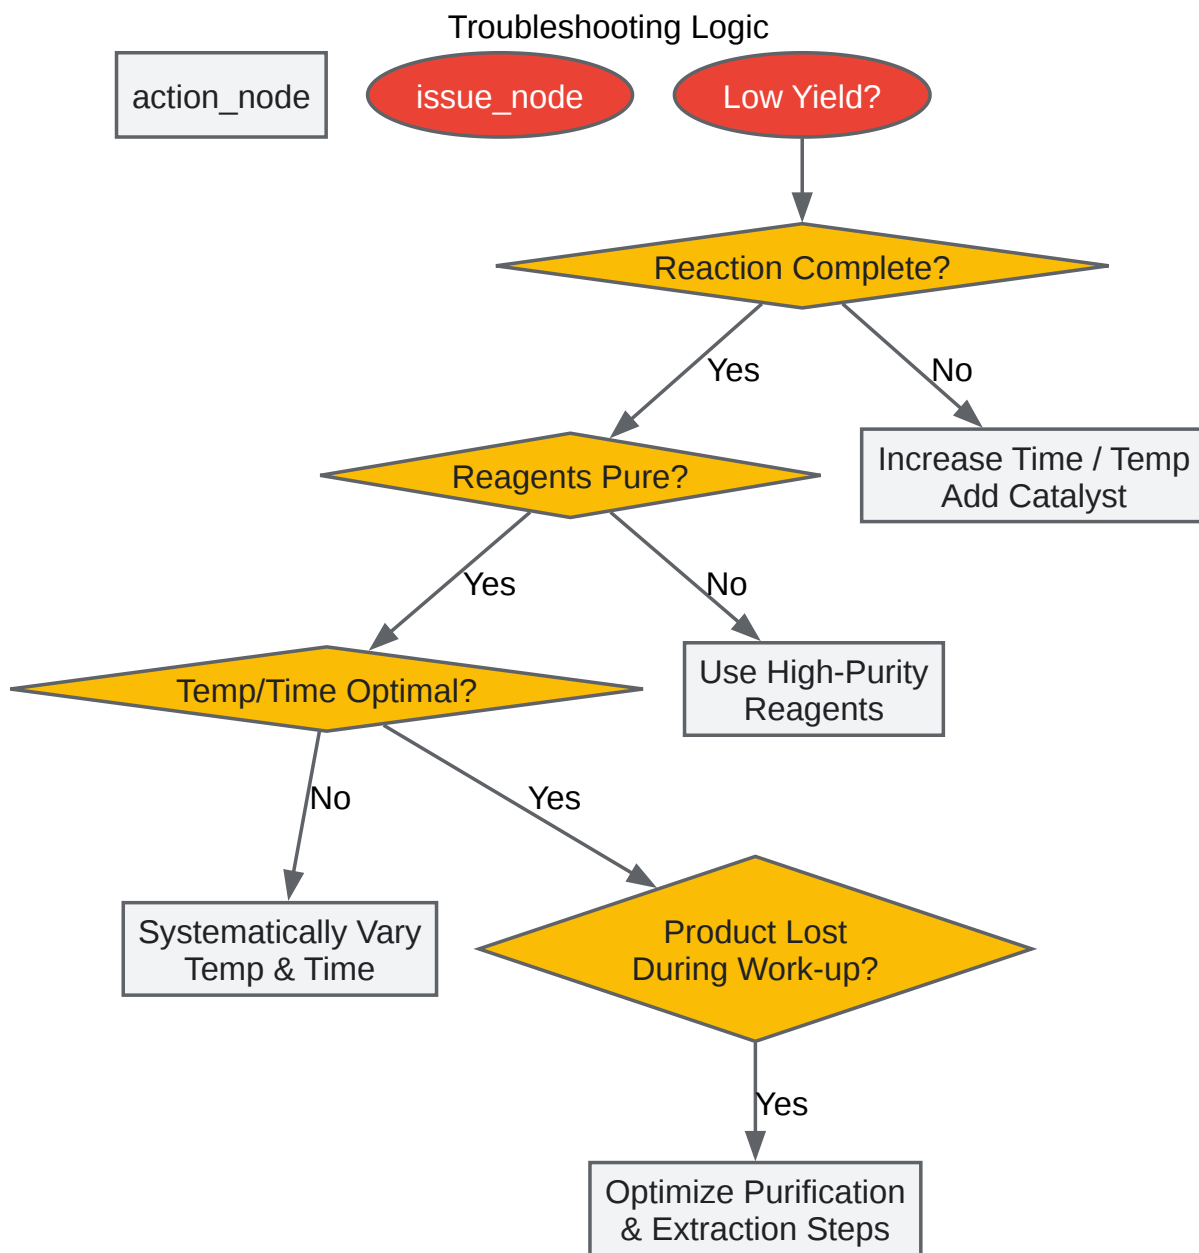 Troubleshooting Logic
action_node
issue_node
Low Yield?
Reaction Complete?
Yes
No
Reagents Pure?
Increase Time / Temp
Add Catalyst
Yes
No
Temp/Time Optimal?
Use High-Purity
Reagents
No
Yes
Systematically Vary
Temp & Time
Product Lost
During Work-up?
Yes
Optimize Purification
& Extraction Steps